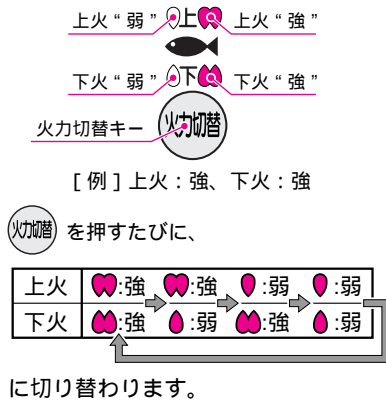 上火“弱” 上 上火“強”
下火“弱” 下 下火“強”
火力切替キー 火力切替
[例]上火:強、下火:強
火力切替 を押すたびに、
上火 :強 :強 :弱 :弱
下火 :強 :弱 :強 :弱
に切り替わります。